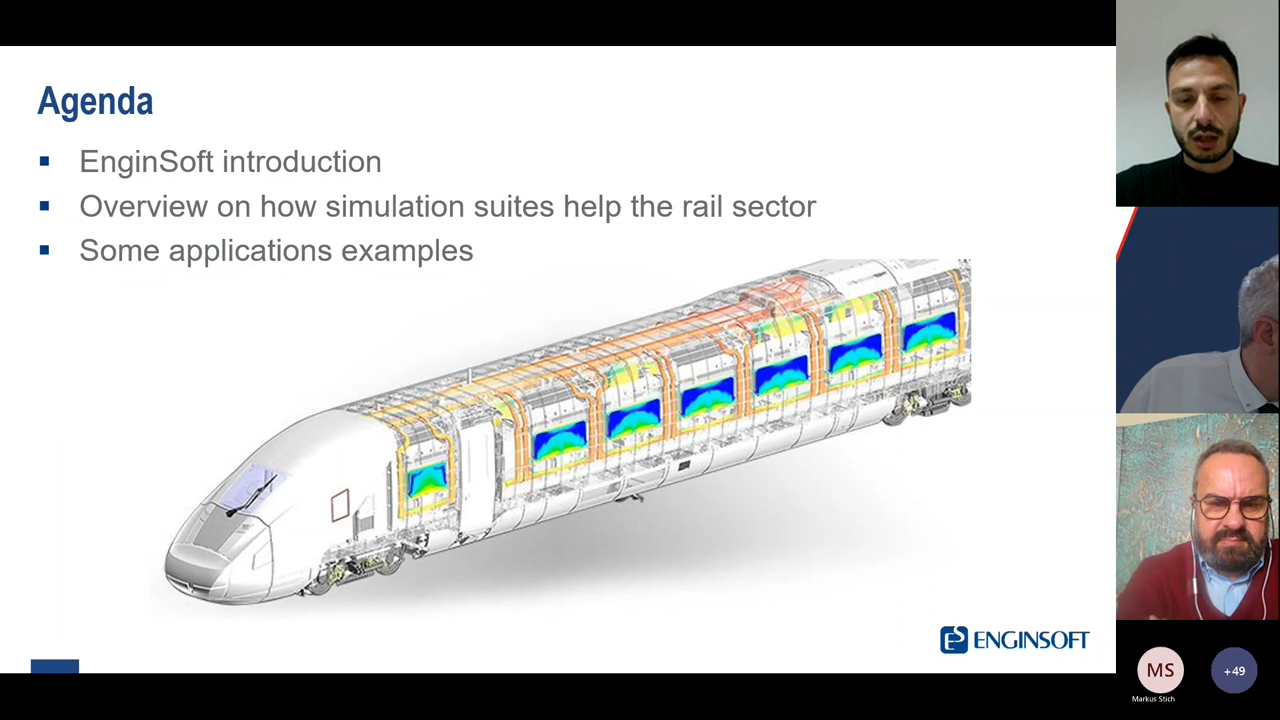 Agenda
▪ EnginSoft introduction
▪ Overview on how simulation suites help the rail sector
▪ Some applications examples
ENGINSOFT
MS
+49
Markus Stich